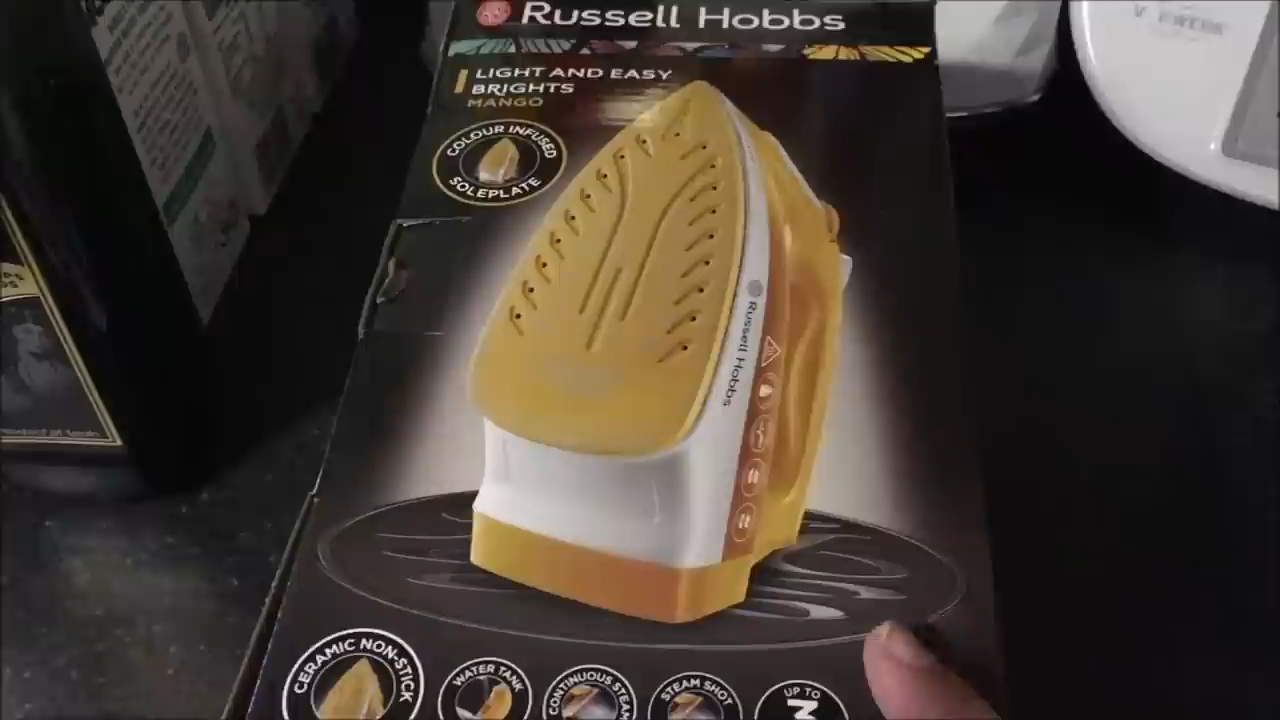 Russell Hobbs
LIGHT AND EASY
BRIGHTS
MANGO
COLOUR INFUSED
SOLEPLATE
Russell Hobbs
CERAMIC NON-STICK
WATER TANK
CONTINUOUS STEAM
STEAM SHOT
UP TO